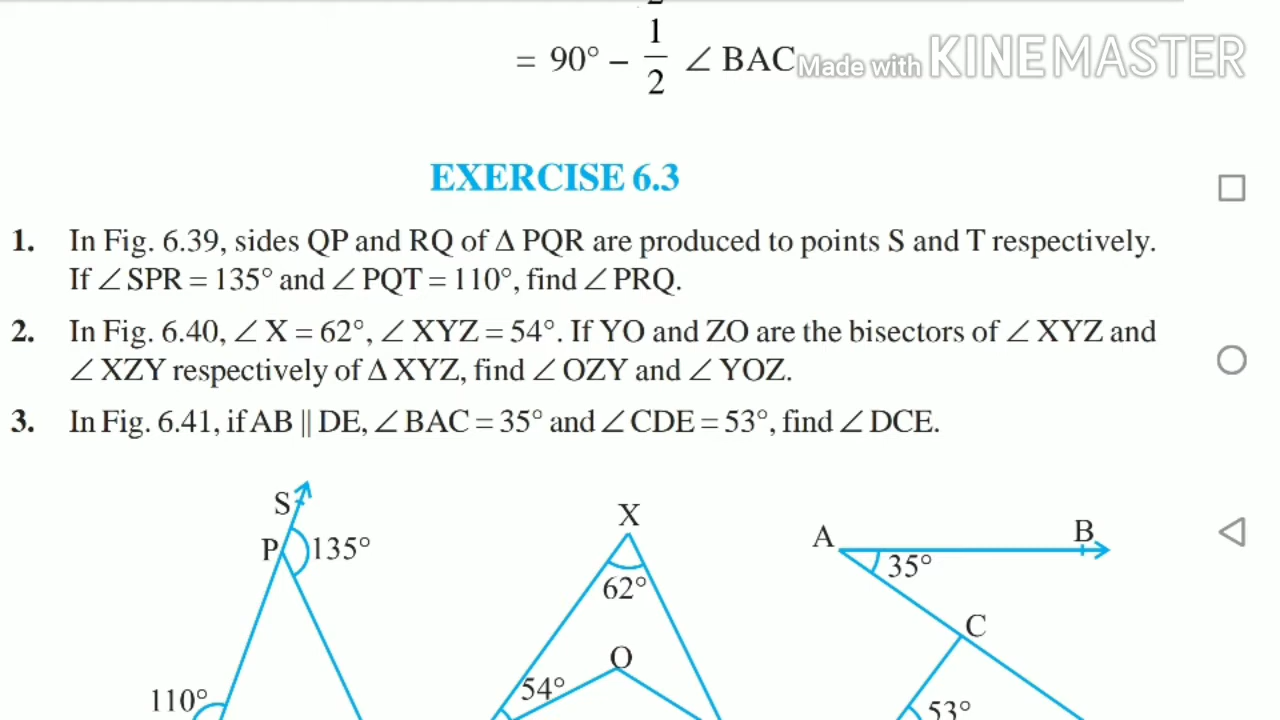 1
= 90° – — ∠ BAC
2
Made with KINEMASTER
EXERCISE 6.3
1. In Fig. 6.39, sides QP and RQ of Δ PQR are produced to points S and T respectively.
If ∠ SPR = 135° and ∠ PQT = 110°, find ∠ PRQ.
2. In Fig. 6.40, ∠ X = 62°, ∠ XYZ = 54°. If YO and ZO are the bisectors of ∠ XYZ and
∠ XZY respectively of Δ XYZ, find ∠ OZY and ∠ YOZ.
3. In Fig. 6.41, if AB || DE, ∠ BAC = 35° and ∠ CDE = 53°, find ∠ DCE.
S
P 135°
110°
X
62°
O
54°
A B
35°
C
53°